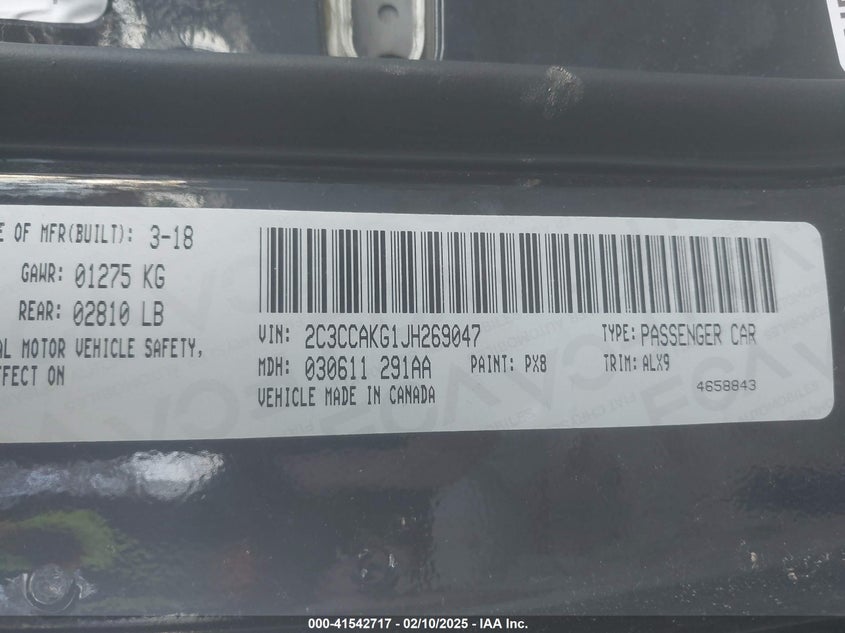 E OF MFR(BUILT): 3-18
GAWR: 01275 KG
REAR: 02810 LB
AL MOTOR VEHICLE SAFETY,
FFECT ON
VIN: 2C3CCAKG1JH269047 TYPE: PASSENGER CAR
MDH: 030611 291AA PAINT: PX8 TRIM: ALX9
VEHICLE MADE IN CANADA 4658843
000-41542717 - 02/10/2025 - IAA Inc.